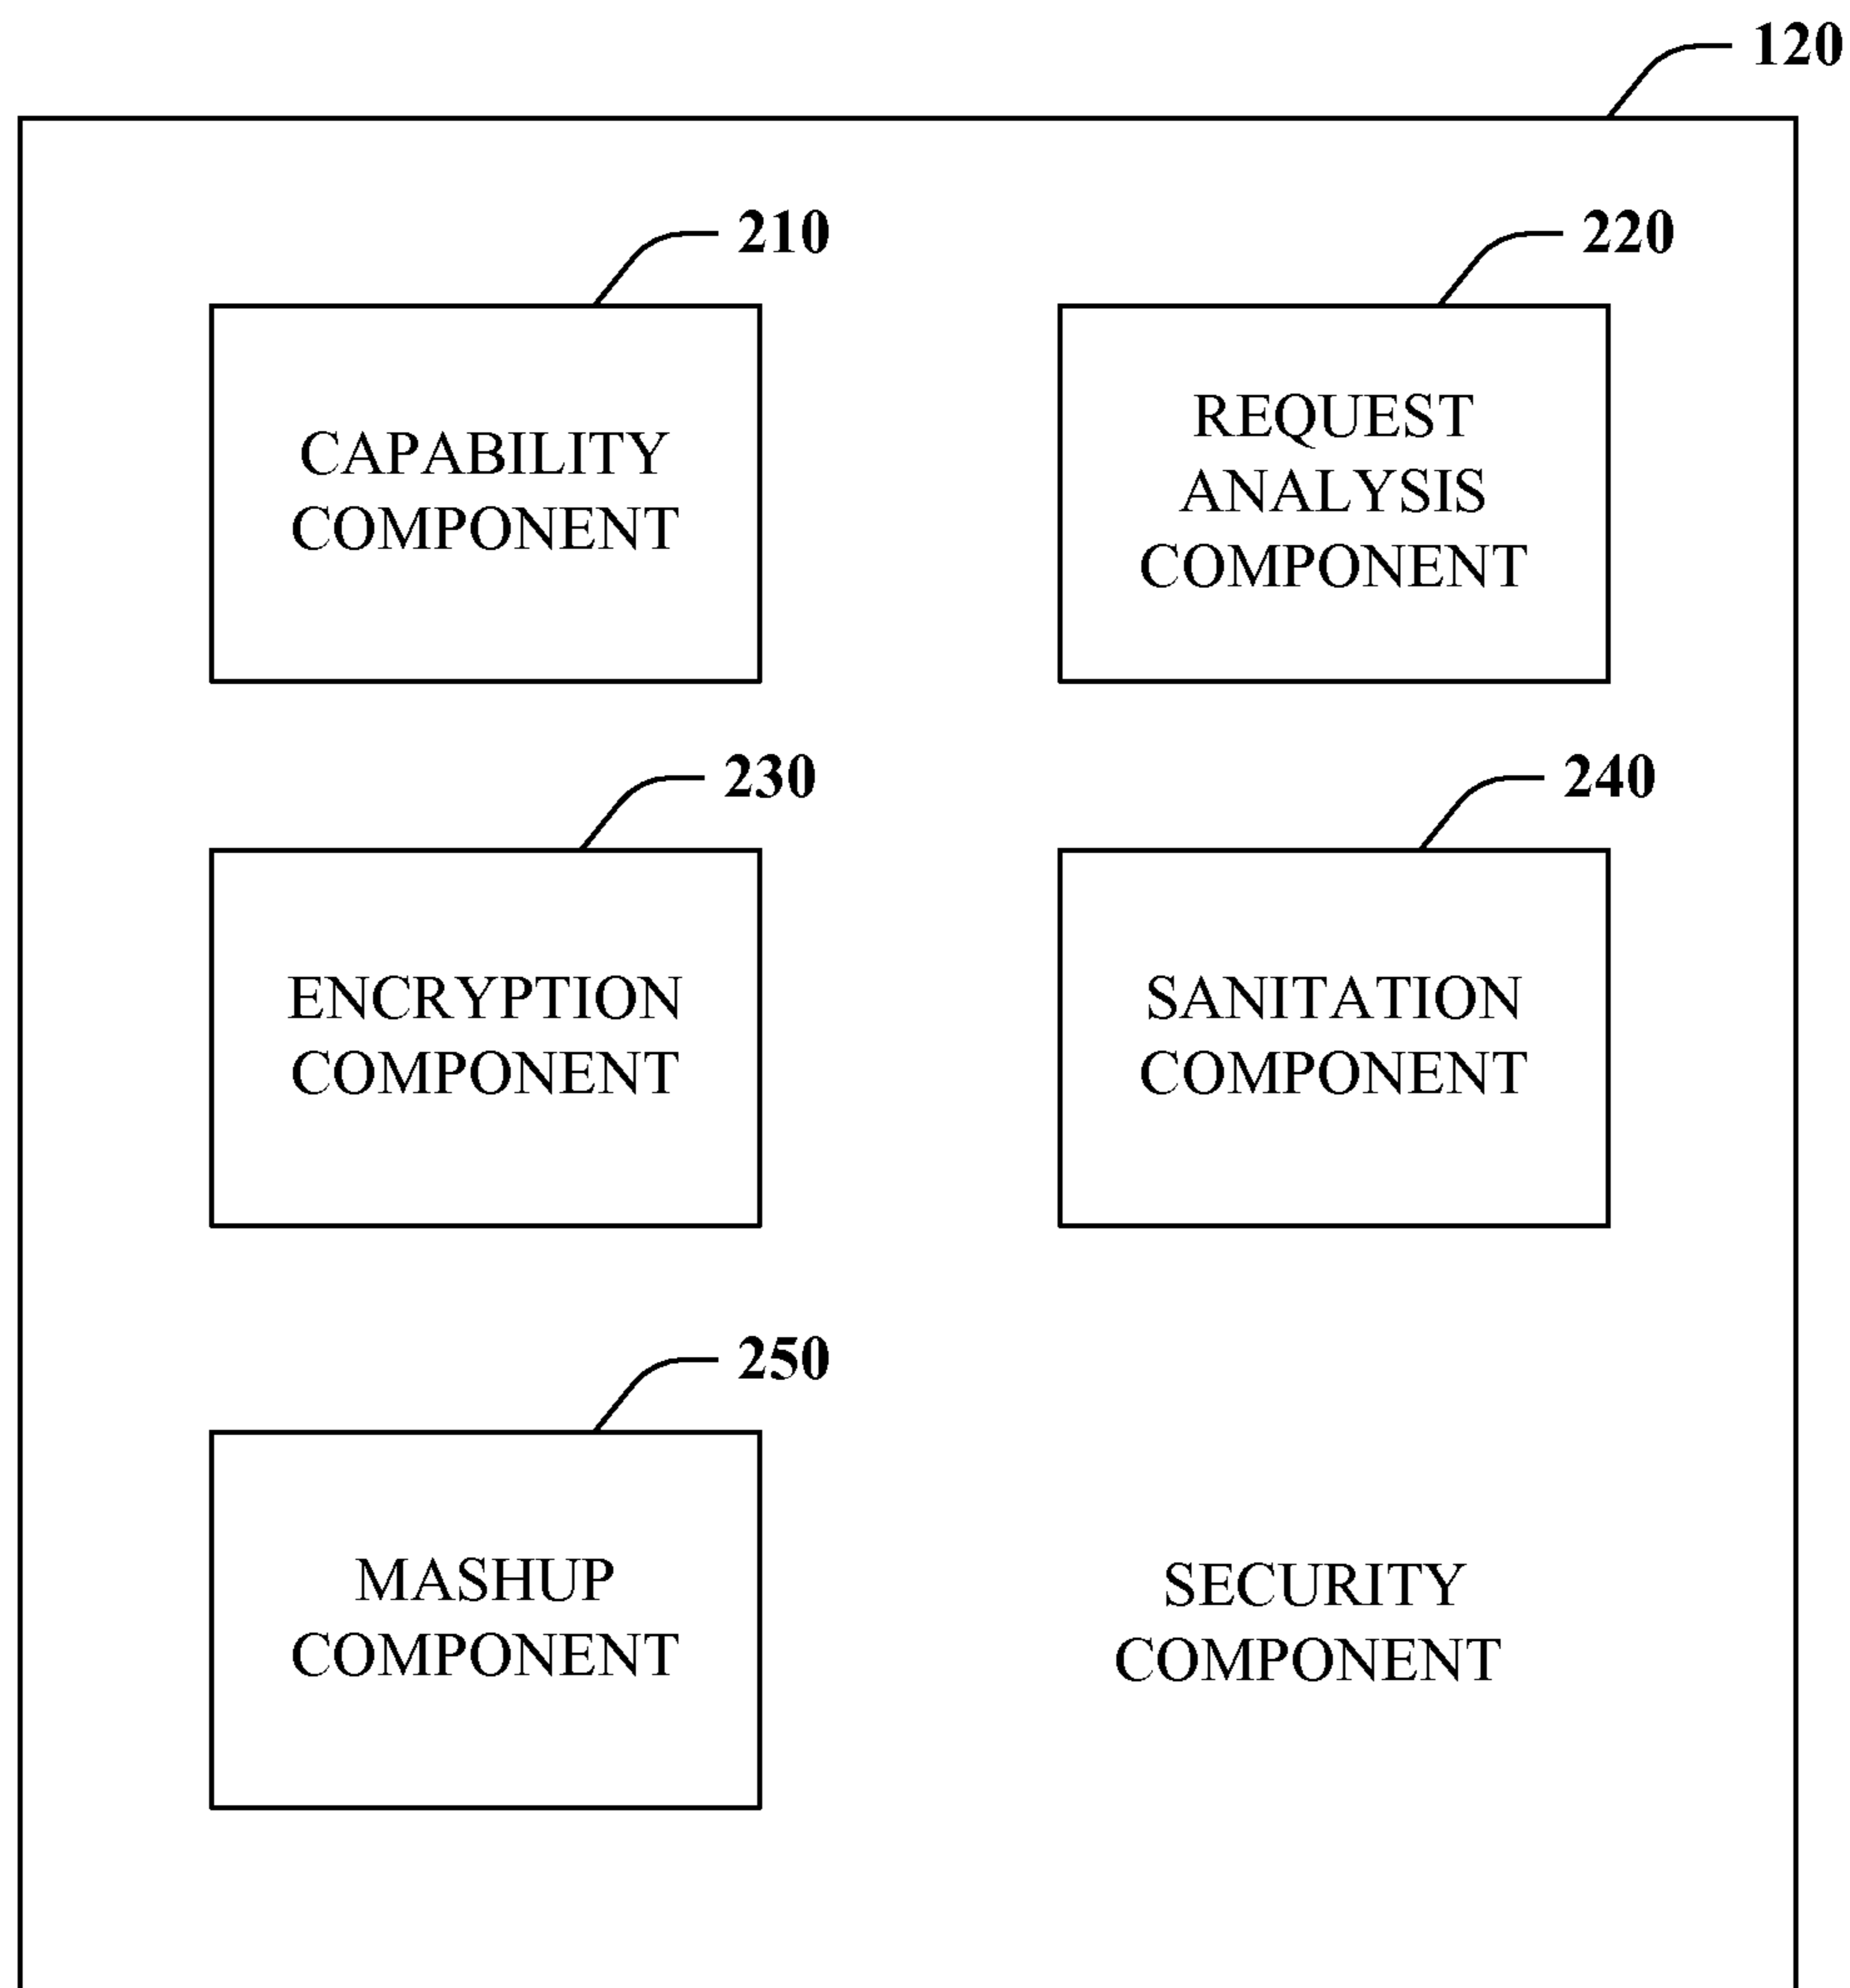 120
210
220
CAPABILITY
COMPONENT
REQUEST
ANALYSIS
COMPONENT
230
240
ENCRYPTION
COMPONENT
SANITATION
COMPONENT
250
MASHUP
COMPONENT
SECURITY
COMPONENT